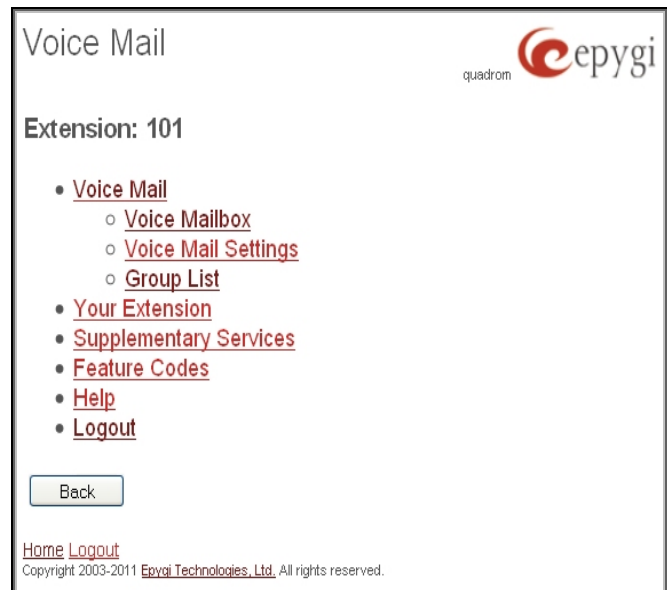 Voice Mail
quadrom epygi
Extension: 101
Voice Mail
Voice Mailbox
Voice Mail Settings
Group List
Your Extension
Supplementary Services
Feature Codes
Help
Logout
Back
Home Logout
Copyright 2003-2011 Epygi Technologies, Ltd. All rights reserved.